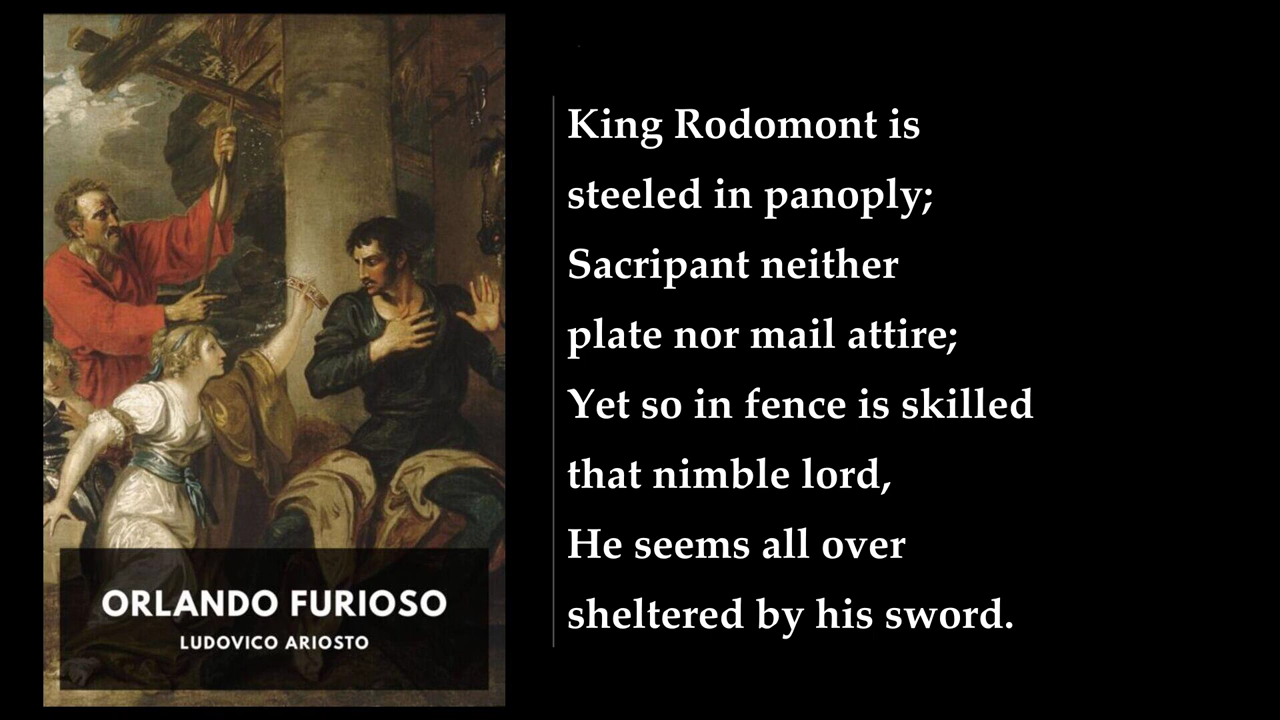 ORLANDO FURIOSO
LUDOVICO ARIOSTO
King Rodomont is
steeled in panoply;
Sacripant neither
plate nor mail attire;
Yet so in fence is skilled
that nimble lord,
He seems all over
sheltered by his sword.